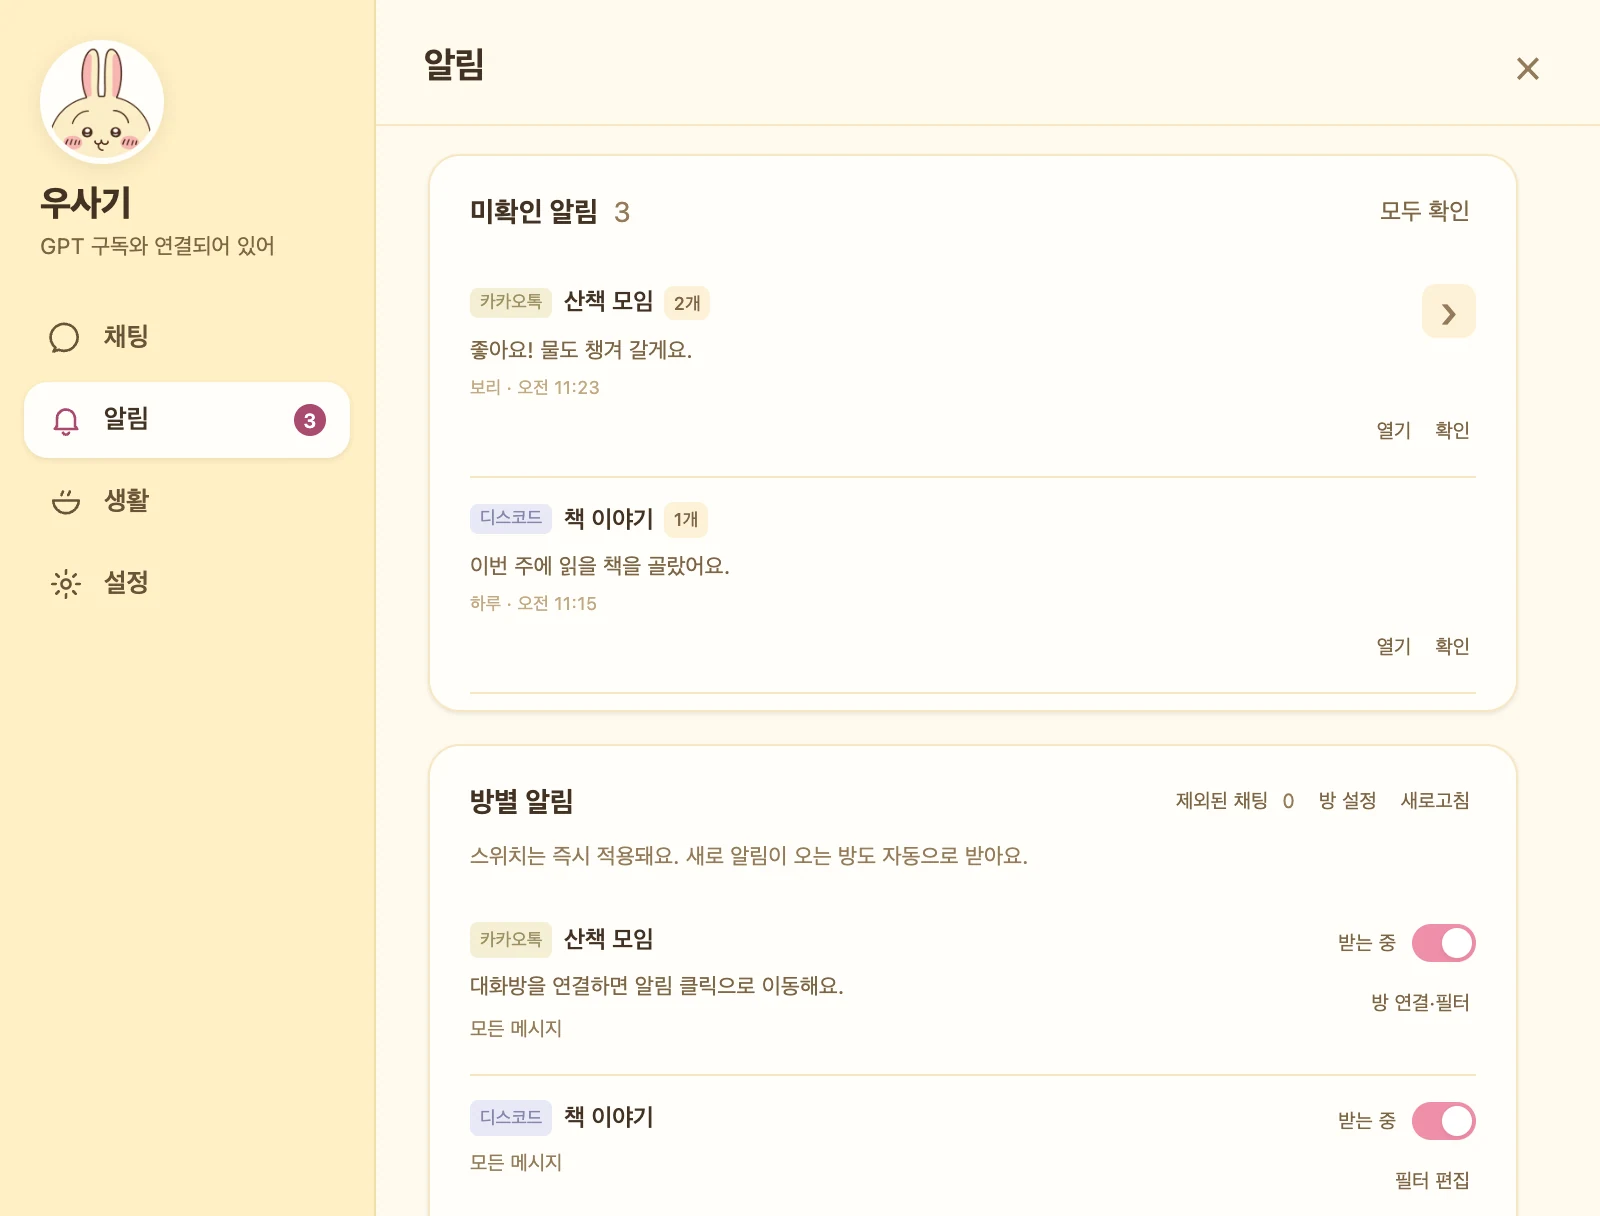 우사기
GPT 구독와 연결되어 있어
채팅
알림 3
생활
설정
알림
미확인 알림 3 모두 확인
카카오톡 산책 모임 2개
좋아요! 물도 챙겨 갈게요.
보리 · 오전 11:23
열기 확인
디스코드 책 이야기 1개
이번 주에 읽을 책을 골랐어요.
하루 · 오전 11:15
열기 확인
방별 알림 제외된 채팅 0 방 설정 새로고침
스위치는 즉시 적용돼요. 새로 알림이 오는 방도 자동으로 받아요.
카카오톡 산책 모임 받는 중
대화방을 연결하면 알림 클릭으로 이동해요.
방 연결·필터
모든 메시지
디스코드 책 이야기 받는 중
모든 메시지
필터 편집